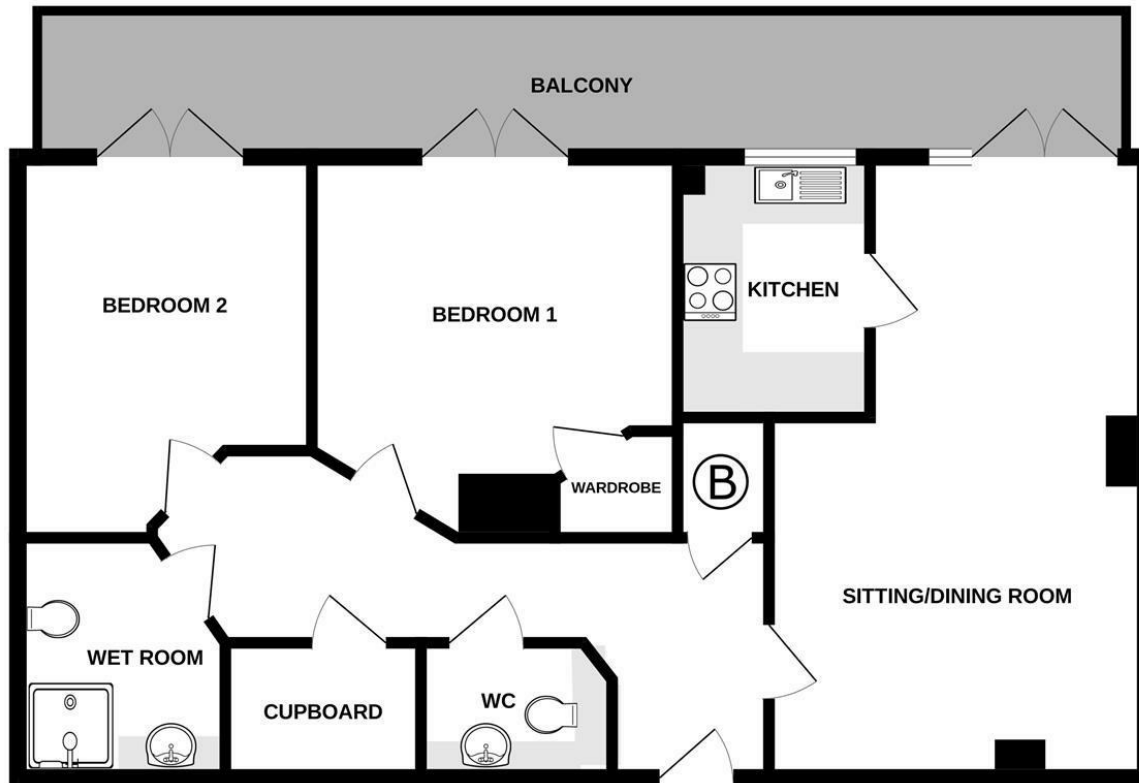 BALCONY
BEDROOM 2
BEDROOM 1
KITCHEN
WARDROBE
B
SITTING/DINING ROOM
WET ROOM
CUPBOARD
WC